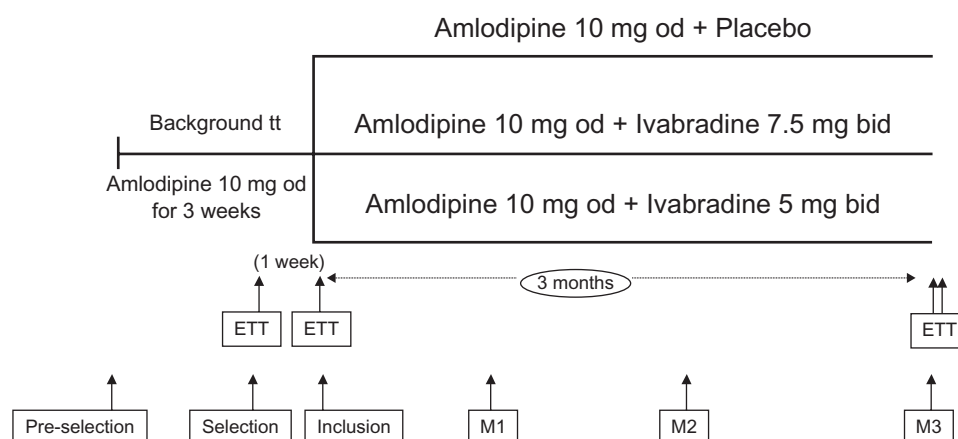 Amlodipine 10 mg od + Placebo
Background tt
Amlodipine 10 mg od + Ivabradine 7.5 mg bid
Amlodipine 10 mg od
for 3 weeks
Amlodipine 10 mg od + Ivabradine 5 mg bid
(1 week)
3 months
ETT
ETT
ETT
Pre-selection
Selection
Inclusion
M1
M2
M3